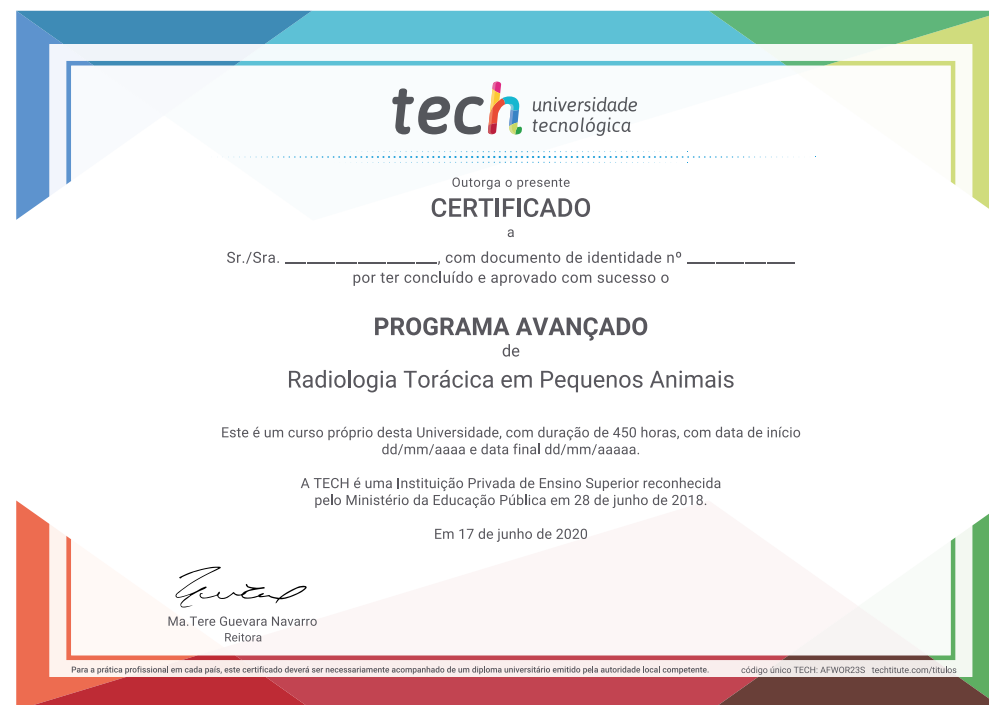 tech universidade
tecnológica
Outorga o presente
CERTIFICADO
a
Sr./Sra. __________________, com documento de identidade nº _____________
por ter concluído e aprovado com sucesso o
PROGRAMA AVANÇADO
de
Radiologia Torácica em Pequenos Animais
Este é um curso próprio desta Universidade, com duração de 450 horas, com data de início
dd/mm/aaaa e data final dd/mm/aaaaa.
A TECH é uma Instituição Privada de Ensino Superior reconhecida
pelo Ministério da Educação Pública em 28 de junho de 2018.
Em 17 de junho de 2020
Ma.Tere Guevara Navarro
Reitora
Para a prática profissional em cada país, este certificado deverá ser necessariamente acompanhado de um diploma universitário emitido pela autoridade local competente. código único TECH: AFWOR23S techtitute.com/titulos